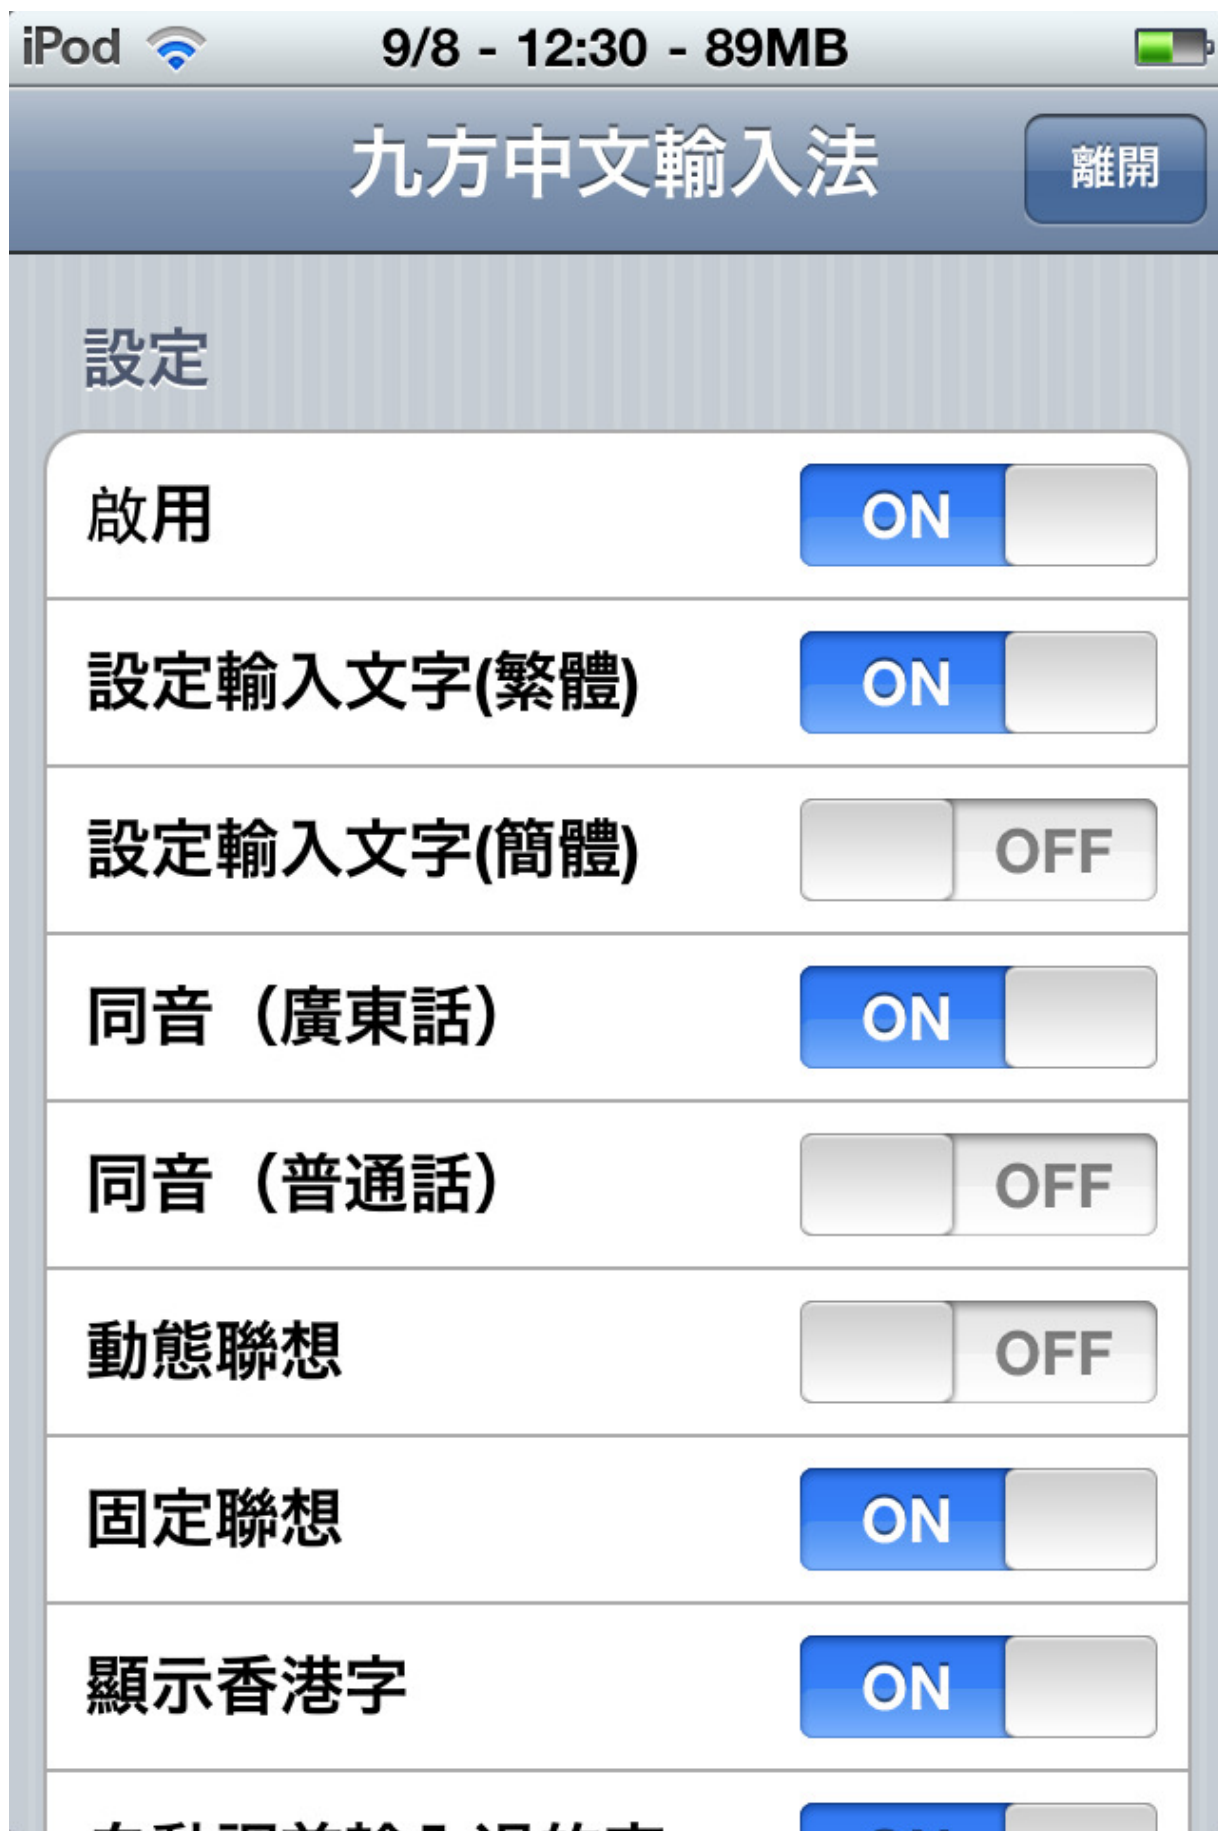 iPod 9/8 - 12:30 - 89MB
九方中文輸入法 離開
設定
啟用 ON
設定輸入文字(繁體) ON
設定輸入文字(簡體) OFF
同音（廣東話） ON
同音（普通話） OFF
動態聯想 OFF
固定聯想 ON
顯示香港字 ON